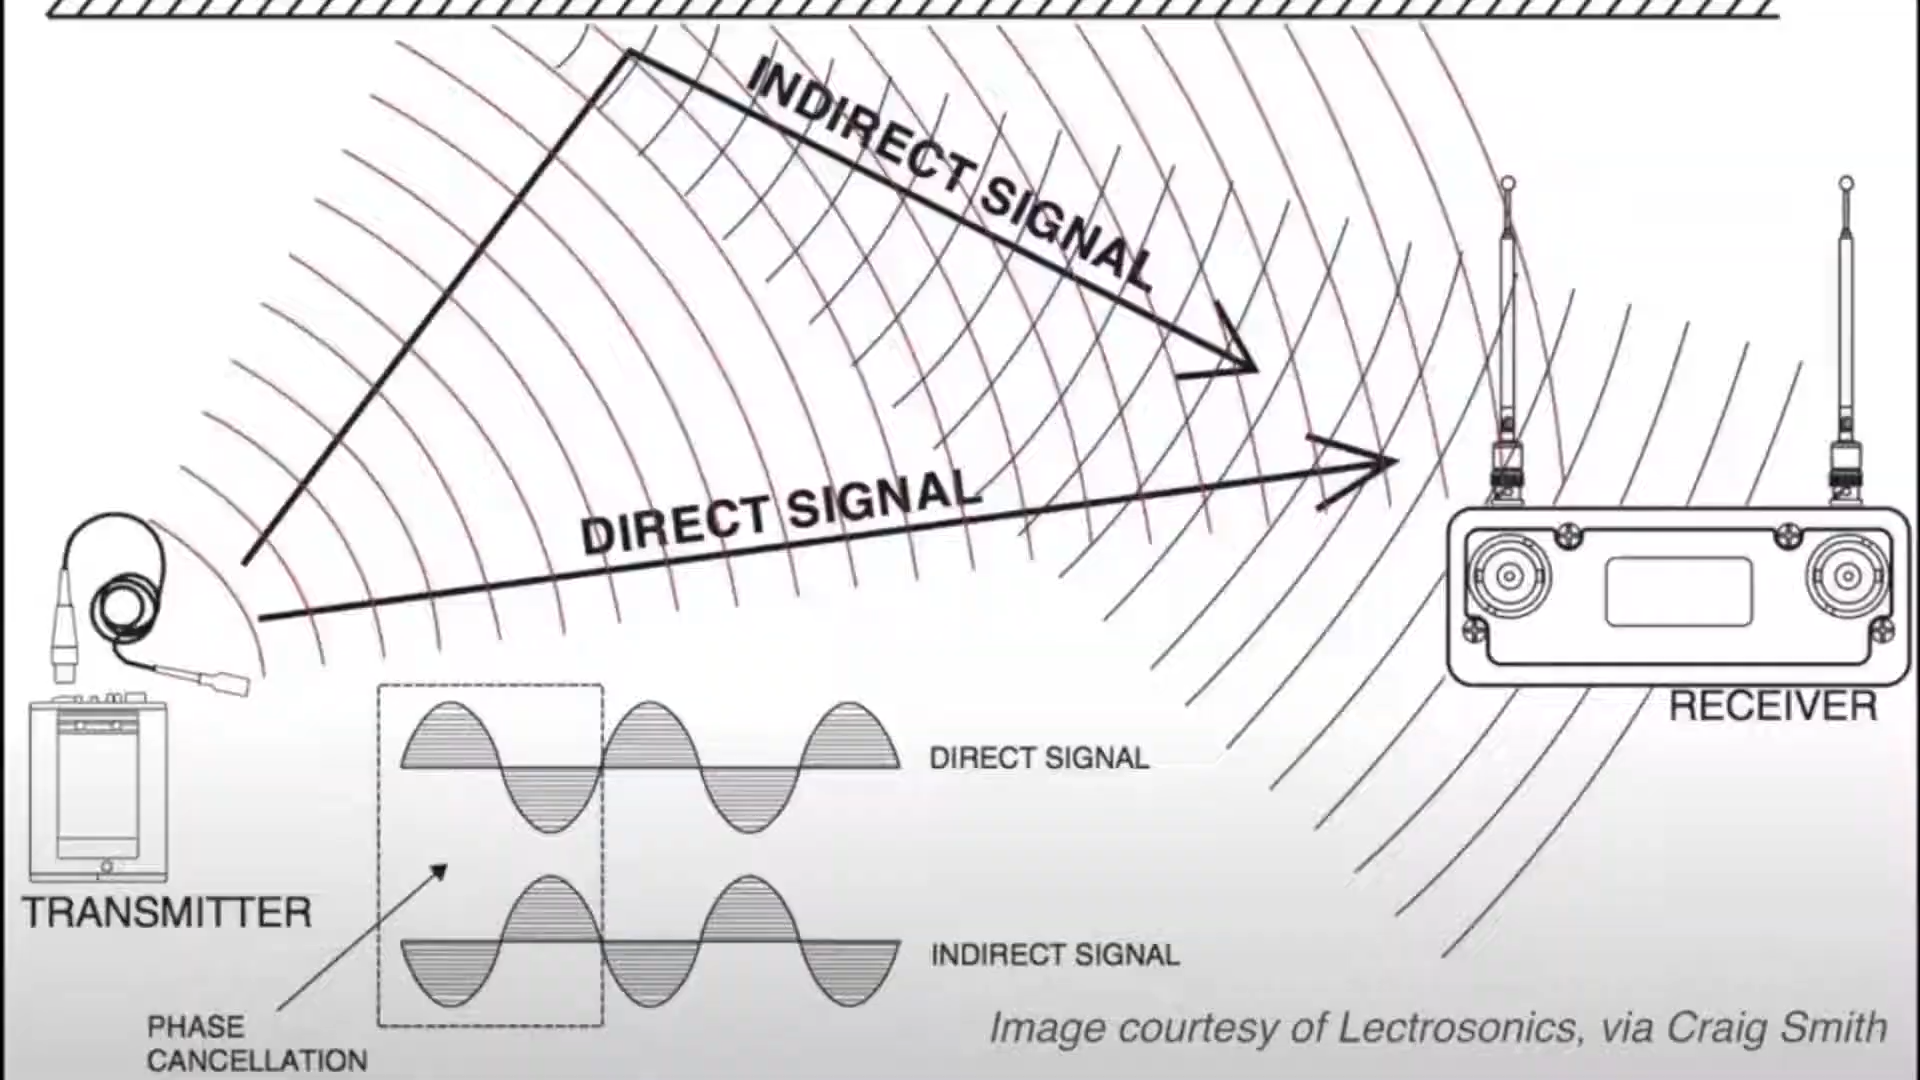 INDIRECT SIGNAL
DIRECT SIGNAL
RECEIVER
DIRECT SIGNAL
TRANSMITTER
INDIRECT SIGNAL
PHASE
CANCELLATION
Image courtesy of Lectrosonics, via Craig Smith